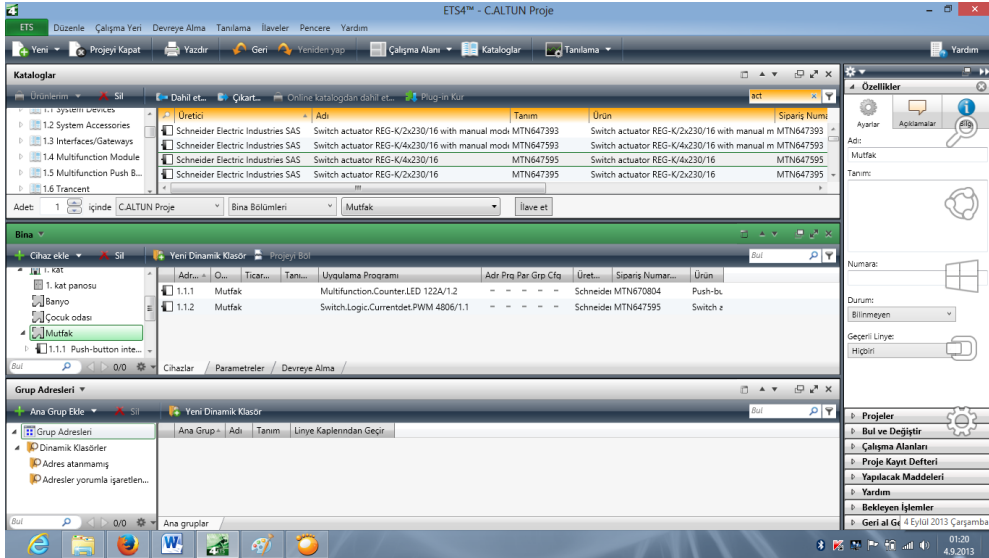 ETS4™ - C.ALTUN Proje
ETS Düzenle Çalışma Yeri Devreye Alma Tanılama İlaveler Pencere Yardım
Yeni Projeyi Kapat Yazdır Geri Yeniden yap Çalışma Alanı Kataloglar Tanılama Yardım
Kataloglar
Ürünlerim Sil Dahil et... Çıkart... Online katalogdan dahil et... Plug-in Kur act
1.1 System Devices
1.2 System Accessories
1.3 Interfaces/Gateways
1.4 Multifunction Module
1.5 Multifunction Push B...
1.6 Trancent
Üretici Adı Tanım Ürün Sipariş Numa
Schneider Electric Industries SAS Switch actuator REG-K/2x230/16 with manual mode MTN647393 Switch actuator REG-K/2x230/16 with manual m MTN647393
Schneider Electric Industries SAS Switch actuator REG-K/4x230/16 with manual mode MTN647593 Switch actuator REG-K/4x230/16 with manual m MTN647593
Schneider Electric Industries SAS Switch actuator REG-K/4x230/16 MTN647595 Switch actuator REG-K/4x230/16 MTN647595
Schneider Electric Industries SAS Switch actuator REG-K/2x230/16 MTN647395 Switch actuator REG-K/2x230/16 MTN647395
Adet: 1 içinde C.ALTUN Proje Bina Bölümleri Mutfak İlave et
Bina
Cihaz ekle Sil Yeni Dinamik Klasör Projeyi Böl Bul
1. kat
1. kat panosu
Banyo
Çocuk odası
Mutfak
1.1.1 Push-button inte...
Bul 0/0
Adr... O... Ticar... Tanı... Uygulama Programı Adr Prg Par Grp Cfg Üret... Sipariş Numar... Ürün
1.1.1 Mutfak Multifunction.Counter.LED 122A/1.2 - - - - - Schneider MTN670804 Push-bu
1.1.2 Mutfak Switch.Logic.Currentdet.PWM 4806/1.1 - - - - - Schneider MTN647595 Switch a
Cihazlar Parametreler Devreye Alma
Grup Adresleri
Ana Grup Ekle Sil Yeni Dinamik Klasör Bul
Grup Adresleri
Dinamik Klasörler
Adres atanmamış
Adresler yorumla işaretlen...
Bul 0/0
Ana Grup Adı Tanım Linye Kaplerından Geçir
Ana gruplar
Özellikler
Ayarlar Açıklamalar Bilgi
Adı:
Mutfak
Tanım:
Numara:
Durum:
Bilinmeyen
Geçerli Linye:
Hiçbiri
Projeler
Bul ve Değiştir
Çalışma Alanları
Proje Kayıt Defteri
Yapılacak Maddeleri
Yardım
Bekleyen İşlemler
Geri al Ge
4 Eylül 2013 Çarşamba
01:20
4.9.2013